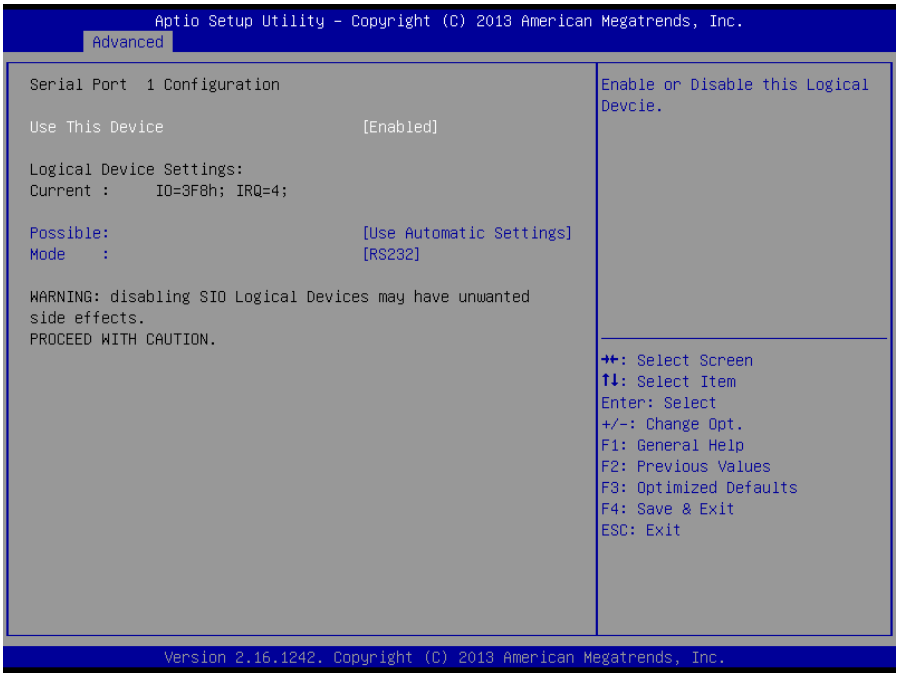 Aptio Setup Utility – Copyright (C) 2013 American Megatrends, Inc.
Advanced
Serial Port 1 Configuration
Use This Device [Enabled]
Logical Device Settings:
Current : IO=3F8h; IRQ=4;
Possible: [Use Automatic Settings]
Mode : [RS232]
WARNING: disabling SIO Logical Devices may have unwanted
side effects.
PROCEED WITH CAUTION.
Enable or Disable this Logical
Devcie.
→←: Select Screen
↑↓: Select Item
Enter: Select
+/-: Change Opt.
F1: General Help
F2: Previous Values
F3: Optimized Defaults
F4: Save & Exit
ESC: Exit
Version 2.16.1242. Copyright (C) 2013 American Megatrends, Inc.